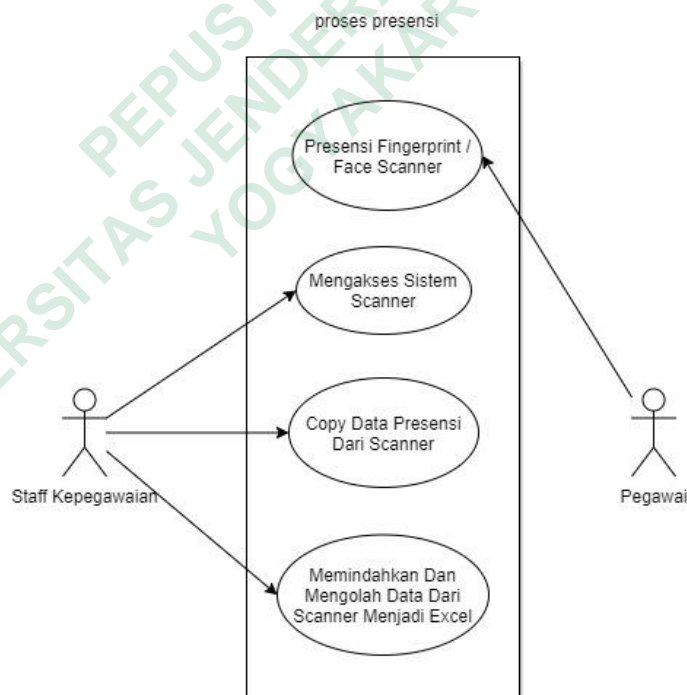 proses presensi
Presensi Fingerprint /
Face Scanner
Mengakses Sistem
Scanner
Copy Data Presensi
Dari Scanner
Staff Kepegawaian
Pegawai
Memindahkan Dan
Mengolah Data Dari
Scanner Menjadi Excel